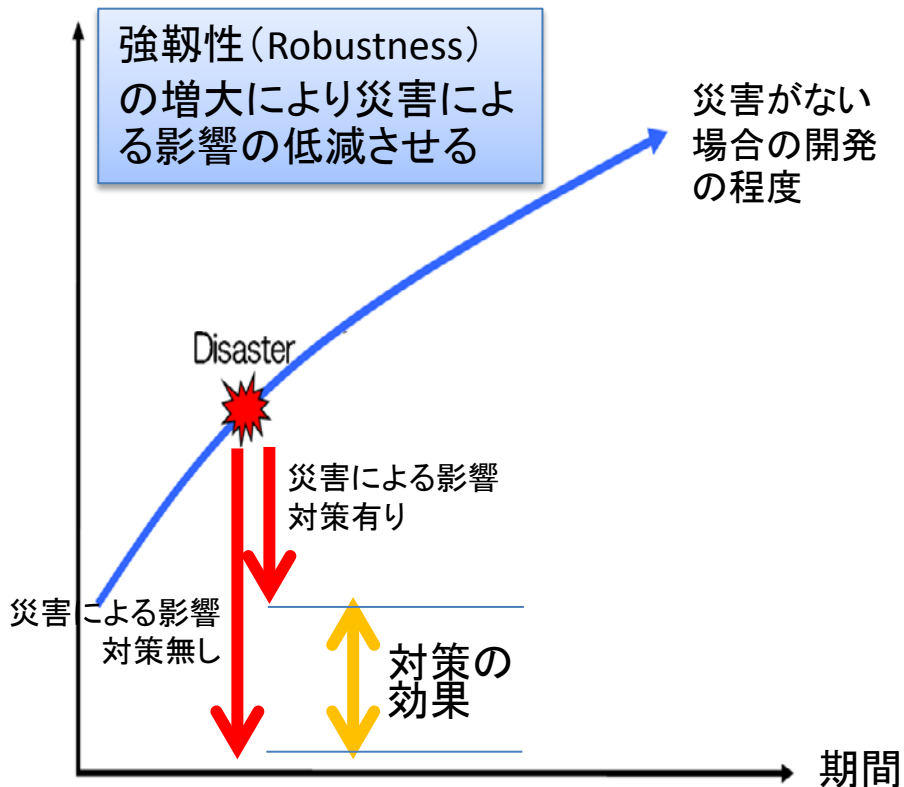 強靱性（Robustness）
の増大により災害によ
る影響の低減させる
災害がない
場合の開発
の程度
Disaster
災害による影響
対策有り
災害による影響
対策無し
対策の
効果
期間